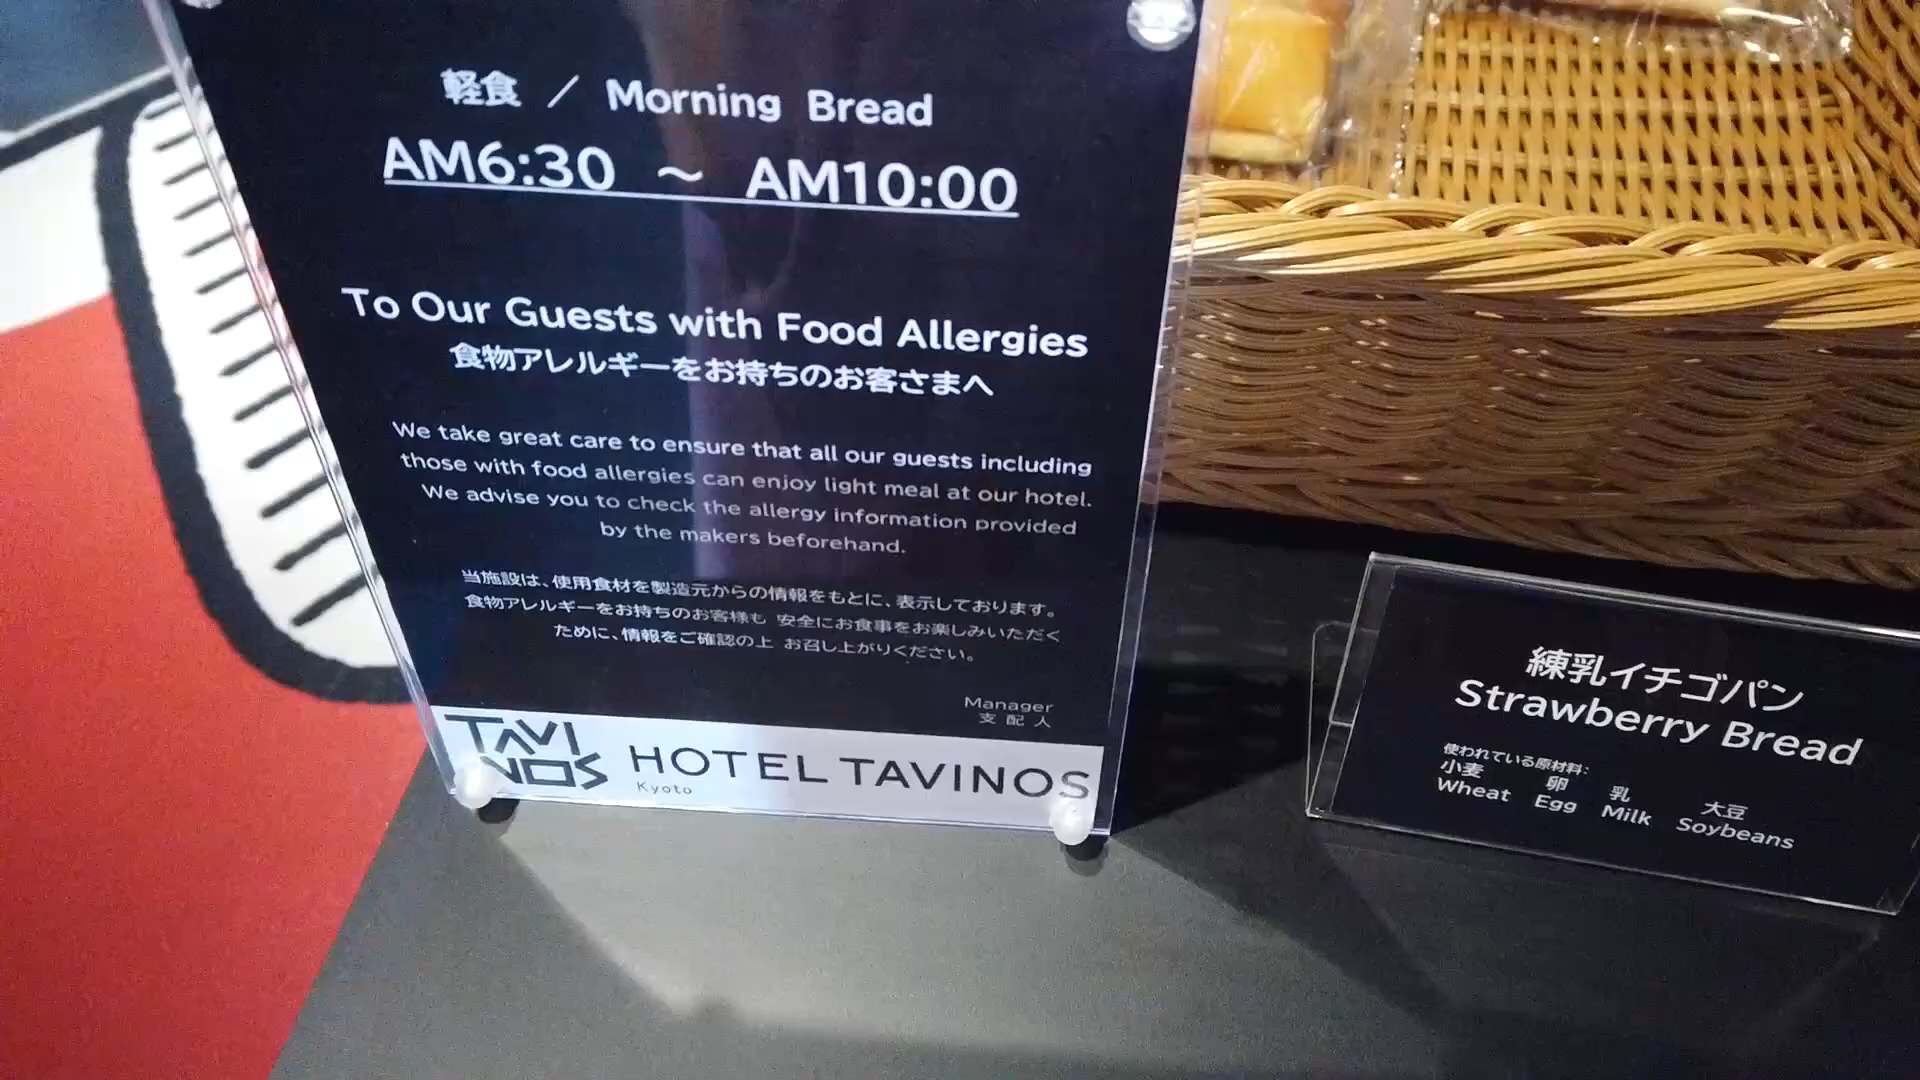 軽食 / Morning Bread
AM6:30 ～ AM10:00
To Our Guests with Food Allergies
食物アレルギーをお持ちのお客さまへ
We take great care to ensure that all our guests including
those with food allergies can enjoy light meal at our hotel.
We advise you to check the allergy information provided
by the makers beforehand.
当施設は、使用食材を製造元からの情報をもとに、表示しております。
食物アレルギーをお持ちのお客様も 安全にお食事をお楽しみいただく
ために、情報をご確認の上 お召し上がりください。
Manager
支配人
TAVI
NOS
HOTEL TAVINOS
Kyoto
練乳イチゴパン
Strawberry Bread
使われている原材料:
小麦 卵 乳 大豆
Wheat Egg Milk Soybeans